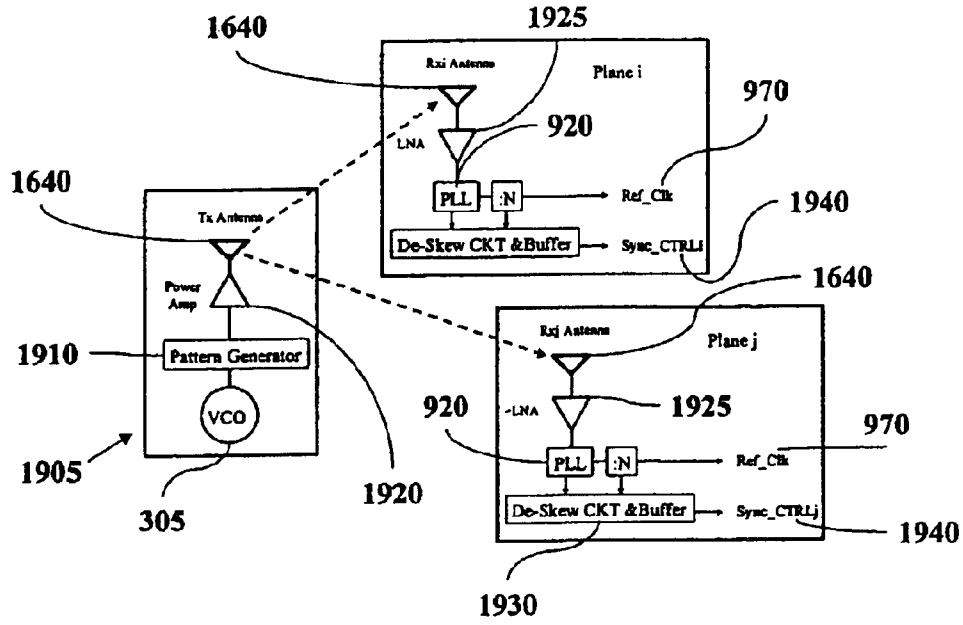 1925
1640
Rxi Antenna
Plane i
970
LNA
920
PLL
:N
Ref_Clk
1640
1940
Tx Antenna
De-Skew CKT &Buffer
Sync_CTRLi
1640
Power
Amp
Rxj Antenna
Plane j
1910
Pattern Generator
-LNA
1925
920
970
VCO
PLL
:N
Ref_Clk
1905
1920
De-Skew CKT &Buffer
Sync_CTRLj
305
1940
1930